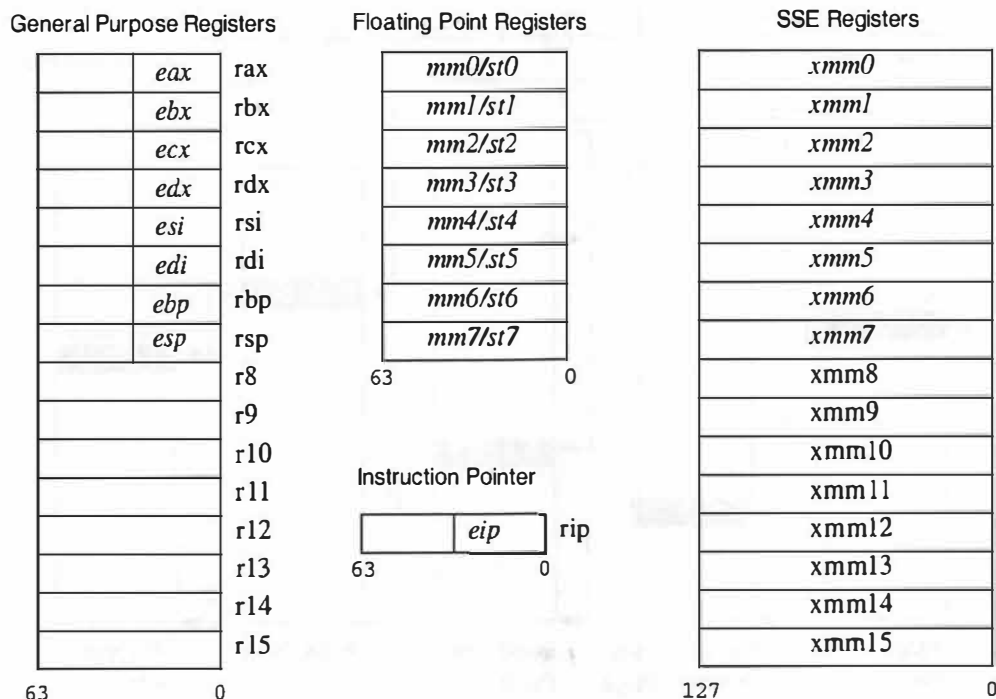 General Purpose Registers
eax rax
ebx rbx
ecx rcx
edx rdx
esi rsi
edi rdi
ebp rbp
esp rsp
r8
r9
r10
r11
r12
r13
r14
r15
63 0
Floating Point Registers
mm0/st0
mm1/st1
mm2/st2
mm3/st3
mm4/st4
mm5/st5
mm6/st6
mm7/st7
63 0
Instruction Pointer
eip rip
63 0
SSE Registers
xmm0
xmm1
xmm2
xmm3
xmm4
xmm5
xmm6
xmm7
xmm8
xmm9
xmm10
xmm11
xmm12
xmm13
xmm14
xmm15
127 0